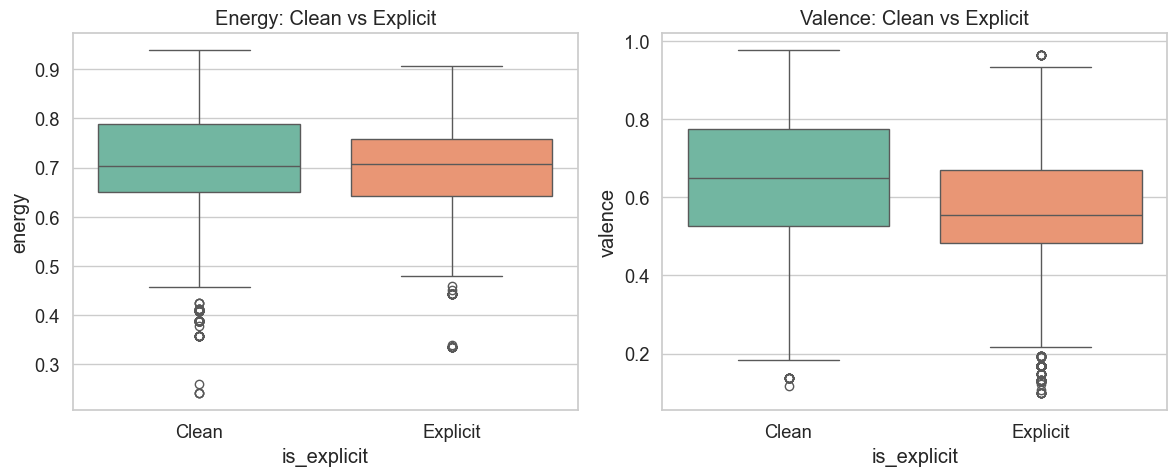 Energy: Clean vs Explicit
energy
0.9
0.8
0.7
0.6
0.5
0.4
0.3
Clean
Explicit
is_explicit
Valence: Clean vs Explicit
valence
1.0
0.8
0.6
0.4
0.2
Clean
Explicit
is_explicit